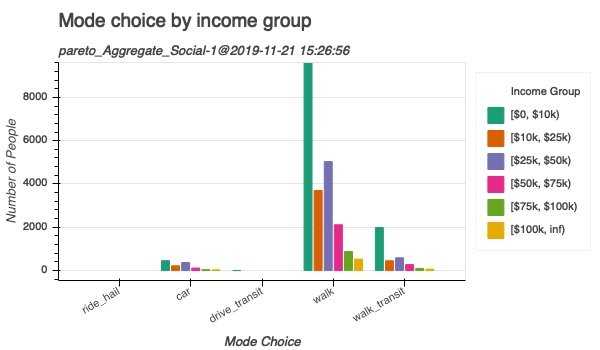 Mode choice by income group
pareto_Aggregate_Social-1@2019-11-21 15:26:56
Number of People
8000
6000
4000
2000
0
ride_hail
car
drive_transit
walk
walk_transit
Mode Choice
Income Group
[$0, $10k)
[$10k, $25k)
[$25k, $50k)
[$50k, $75k)
[$75k, $100k)
[$100k, inf)